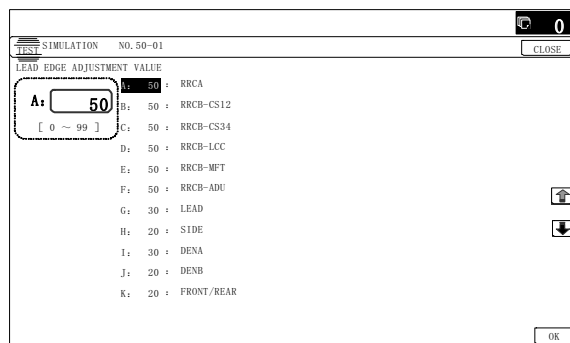 0
TEST SIMULATION NO.50-01
CLOSE
LEAD EDGE ADJUSTMENT VALUE
A: 50
[ 0 ～ 99 ]
A: 50 : RRCA
B: 50 : RRCB-CS12
C: 50 : RRCB-CS34
D: 50 : RRCB-LCC
E: 50 : RRCB-MFT
F: 50 : RRCB-ADU
G: 30 : LEAD
H: 20 : SIDE
I: 30 : DENA
J: 20 : DENB
K: 20 : FRONT/REAR
OK